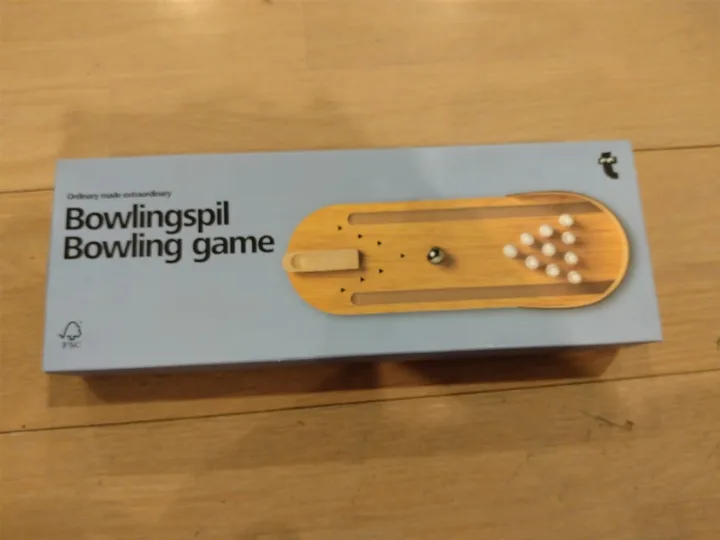 Ordinary made extraordinary
Bowlingspil
Bowling game
FSC